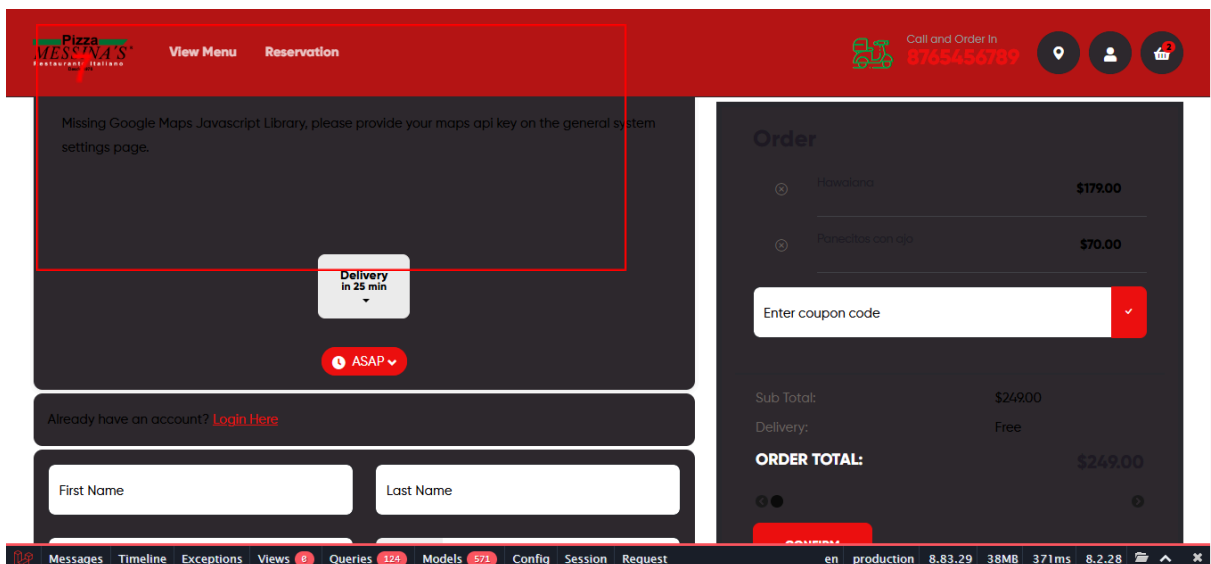 Pizza
MESSINA'S
Restaurante Italiano
View Menu
Reservation
Call and Order In
8765456789
2
Missing Google Maps Javascript Library, please provide your maps api key on the general system
settings page.
Delivery
in 25 min
ASAP
Already have an account? Login Here
First Name
Last Name
Order
Hawaiana
$179.00
Panecitos con ajo
$70.00
Enter coupon code
Sub Total:
$249.00
Delivery:
Free
ORDER TOTAL:
$249.00
CONFIRM
Messages Timeline Exceptions Views 6 Queries 124 Models 571 Config Session Request
en production 8.83.29 38MB 371ms 8.2.28